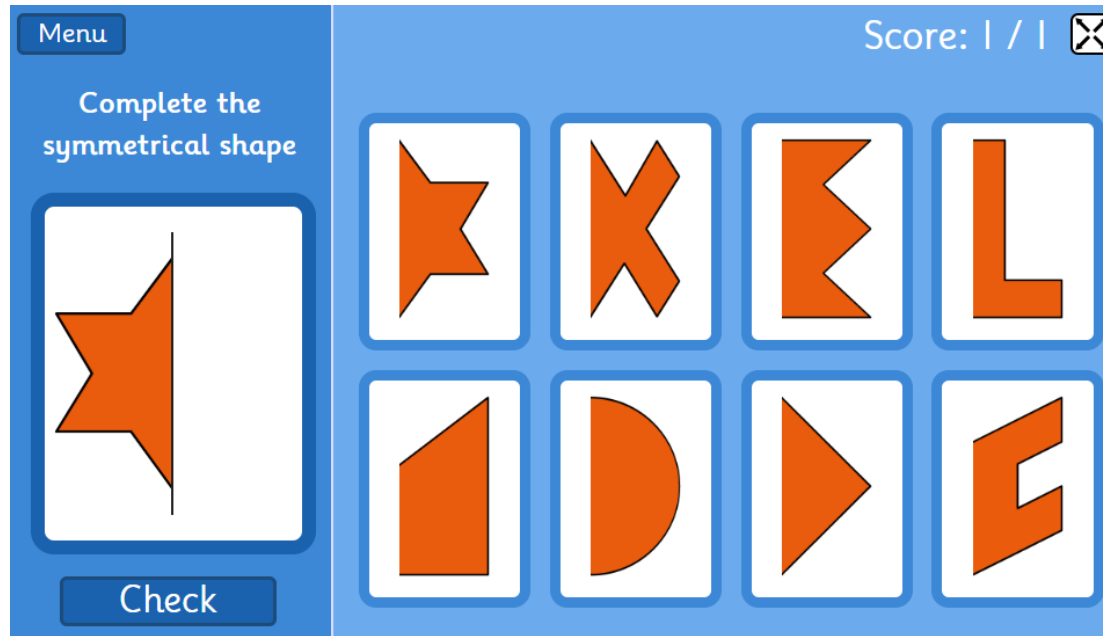 Menu
Score: 1 / 1
Complete the
symmetrical shape
Check